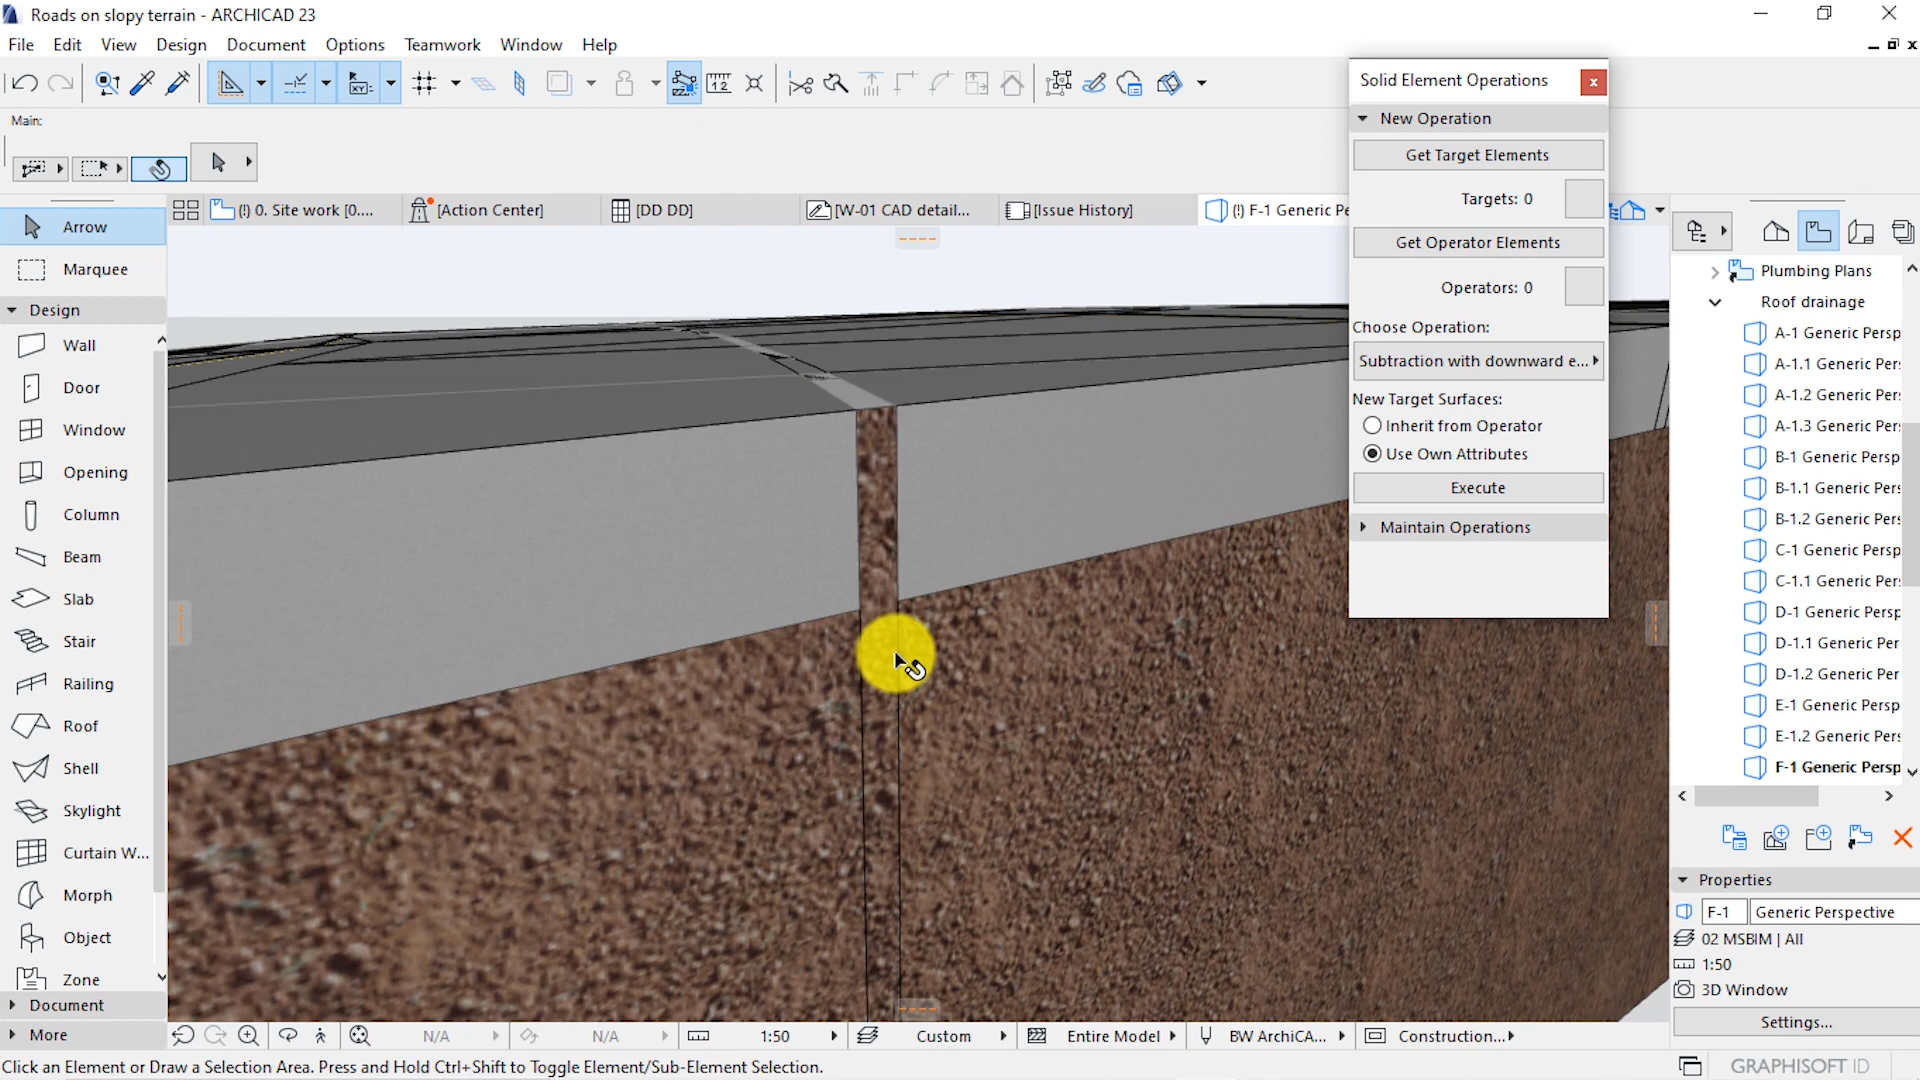 Roads on slopy terrain - ARCHICAD 23
File Edit View Design Document Options Teamwork Window Help
Main:
(!) 0. Site work [0.... [Action Center] [DD DD] [W-01 CAD detail... [Issue History] (!) F-1 Generic Pe
Arrow
Marquee
Design
Wall
Door
Window
Opening
Column
Beam
Slab
Stair
Railing
Roof
Shell
Skylight
Curtain W...
Morph
Object
Zone
Document
More
Solid Element Operations
New Operation
Get Target Elements
Targets: 0
Get Operator Elements
Operators: 0
Choose Operation:
Subtraction with downward e...
New Target Surfaces:
Inherit from Operator
Use Own Attributes
Execute
Maintain Operations
Plumbing Plans
Roof drainage
A-1 Generic Persp
A-1.1 Generic Per
A-1.2 Generic Per
A-1.3 Generic Per
B-1 Generic Persp
B-1.1 Generic Per
B-1.2 Generic Per
C-1 Generic Persp
C-1.1 Generic Per
D-1 Generic Persp
D-1.1 Generic Per
D-1.2 Generic Per
E-1 Generic Persp
E-1.2 Generic Per
F-1 Generic Persp
Properties
F-1 Generic Perspective
02 MSBIM | All
1:50
3D Window
Settings...
N/A N/A 1:50 Custom Entire Model BW ArchiCA... Construction...
Click an Element or Draw a Selection Area. Press and Hold Ctrl+Shift to Toggle Element/Sub-Element Selection.
GRAPHISOFT ID